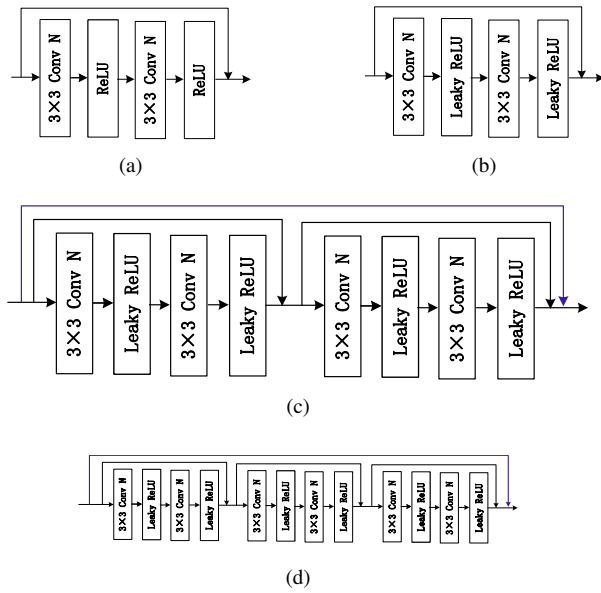 3×3 Conv N
ReLU
3×3 Conv N
ReLU
(a)
3×3 Conv N
Leaky ReLU
3×3 Conv N
Leaky ReLU
(b)
3×3 Conv N
Leaky ReLU
3×3 Conv N
Leaky ReLU
3×3 Conv N
Leaky ReLU
3×3 Conv N
Leaky ReLU
(c)
3×3 Conv N
Leaky ReLU
3×3 Conv N
Leaky ReLU
3×3 Conv N
Leaky ReLU
3×3 Conv N
Leaky ReLU
3×3 Conv N
Leaky ReLU
3×3 Conv N
Leaky ReLU
(d)